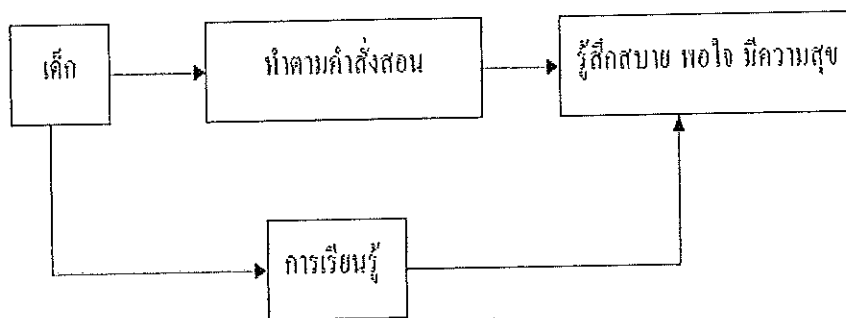 เด็ก
ทำตามคำสั่งสอน
รู้สึกสบาย พอใจ มีความสุข
การเรียนรู้